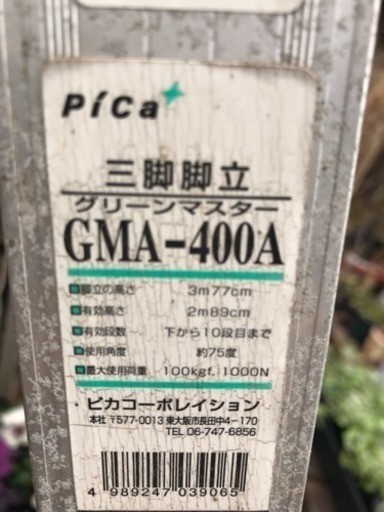 Pica
三脚脚立
グリーンマスター
GMA-400A
■脚立の高さ 3m77cm
■有効高さ 2m89cm
■有効段数 下から10段目まで
■使用角度 約75度
■最大使用荷重 100kgf.1000N
ピカコーポレイション
本社 〒577-0013 東大阪市長田中4-170
TEL 06-747-6856
4 989247 039065